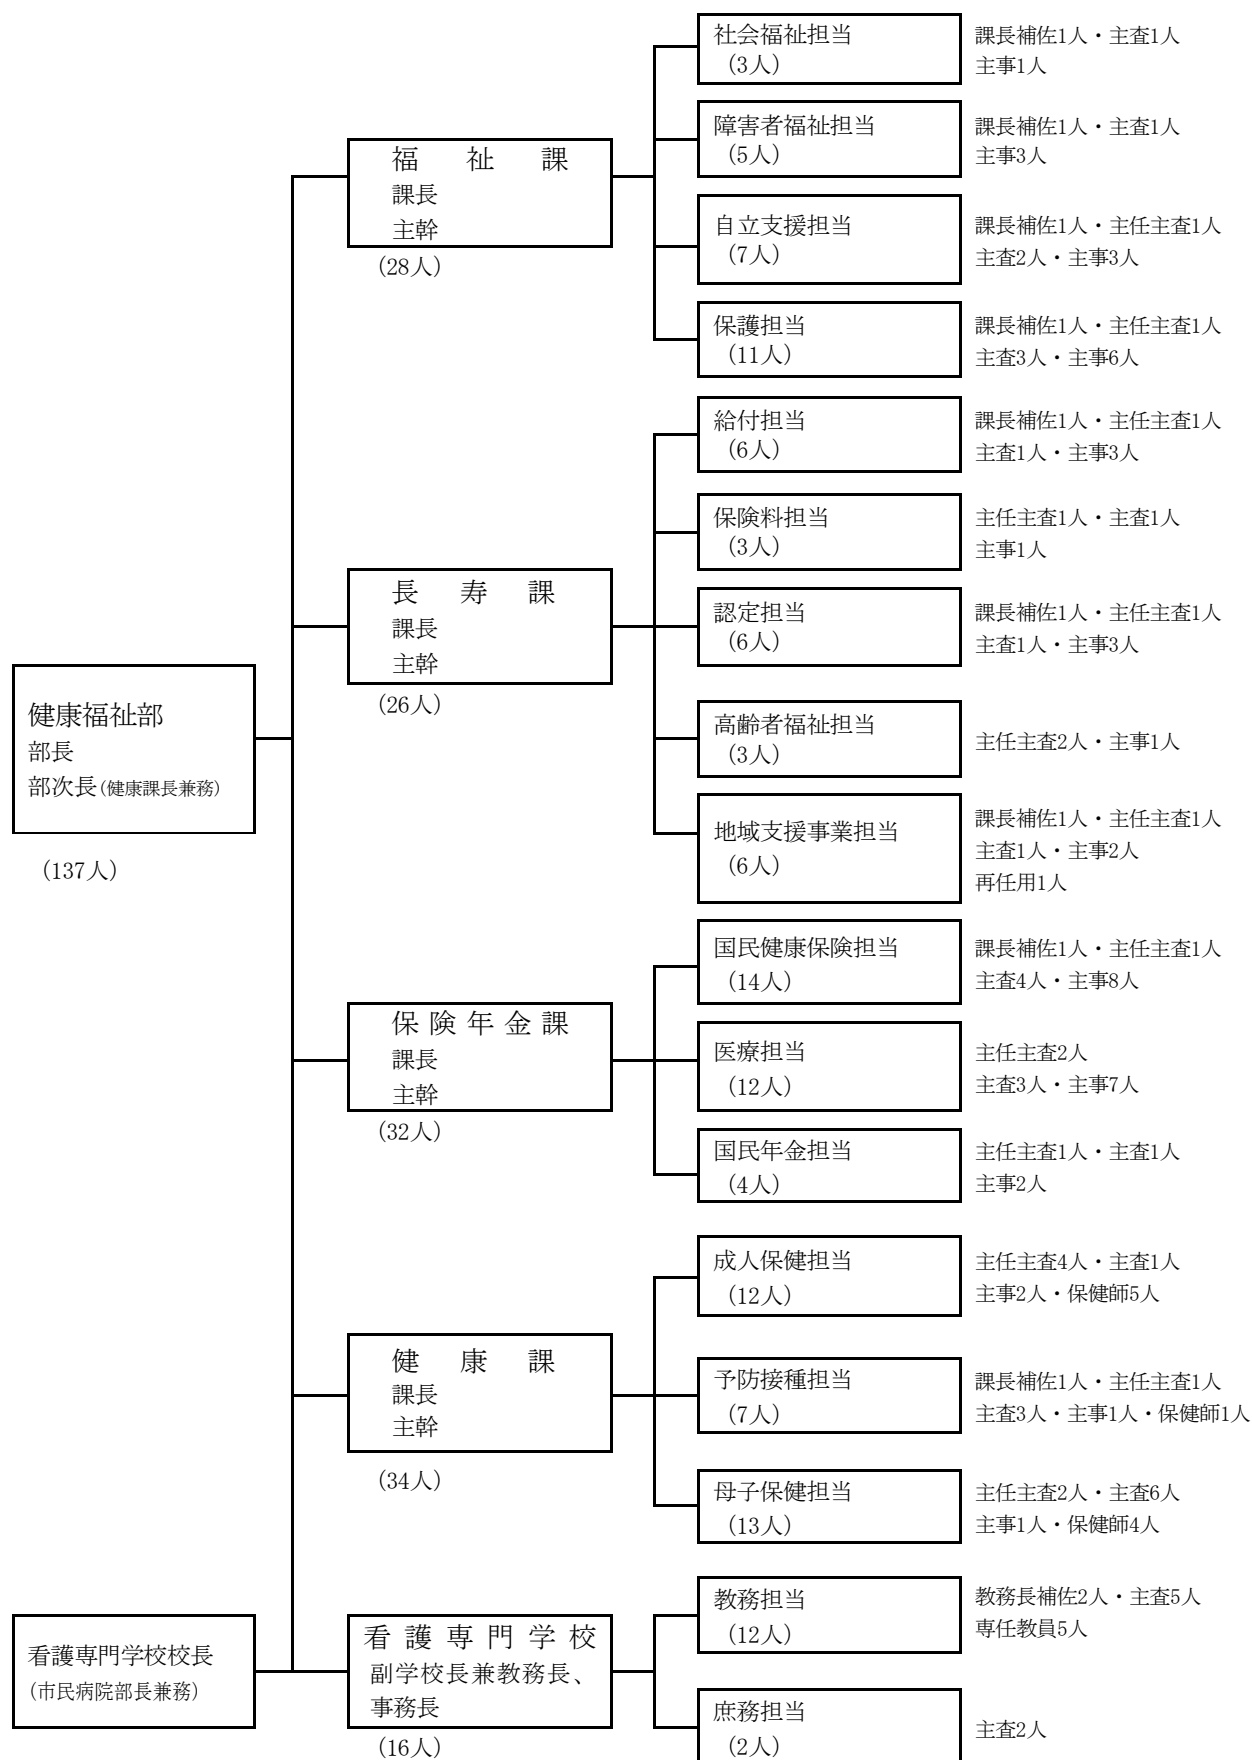 健康福祉部
部長
部次長(健康課長兼務)
(137人)
福祉課
課長
主幹
(28人)
社会福祉担当
(3人)
課長補佐1人・主査1人
主事1人
障害者福祉担当
(5人)
課長補佐1人・主査1人
主事3人
自立支援担当
(7人)
課長補佐1人・主任主査1人
主査2人・主事3人
保護担当
(11人)
課長補佐1人・主任主査1人
主査3人・主事6人
長寿課
課長
主幹
(26人)
給付担当
(6人)
課長補佐1人・主任主査1人
主査1人・主事3人
保険料担当
(3人)
主任主査1人・主査1人
主事1人
認定担当
(6人)
課長補佐1人・主任主査1人
主査1人・主事3人
高齢者福祉担当
(3人)
主任主査2人・主事1人
地域支援事業担当
(6人)
課長補佐1人・主任主査1人
主査1人・主事2人
再任用1人
保険年金課
課長
主幹
(32人)
国民健康保険担当
(14人)
課長補佐1人・主任主査1人
主査4人・主事8人
医療担当
(12人)
主任主査2人
主査3人・主事7人
国民年金担当
(4人)
主任主査1人・主査1人
主事2人
健康課
課長
主幹
(34人)
成人保健担当
(12人)
主任主査4人・主査1人
主事2人・保健師5人
予防接種担当
(7人)
課長補佐1人・主任主査1人
主査3人・主事1人・保健師1人
母子保健担当
(13人)
主任主査2人・主査6人
主事1人・保健師4人
看護専門学校校長
(市民病院部長兼務)
看護専門学校
副学校長兼教務長、
事務長
(16人)
教務担当
(12人)
教務長補佐2人・主査5人
専任教員5人
庶務担当
(2人)
主査2人